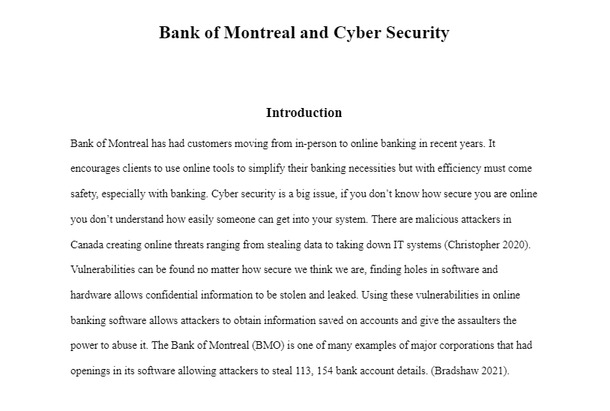 Bank of Montreal and Cyber Security
Introduction
Bank of Montreal has had customers moving from in-person to online banking in recent years. It
encourages clients to use online tools to simplify their banking necessities but with efficiency must come
safety, especially with banking. Cyber security is a big issue, if you don’t know how secure you are online
you don’t understand how easily someone can get into your system. There are malicious attackers in
Canada creating online threats ranging from stealing data to taking down IT systems (Christopher 2020).
Vulnerabilities can be found no matter how secure we think we are, finding holes in software and
hardware allows confidential information to be stolen and leaked. Using these vulnerabilities in online
banking software allows attackers to obtain information saved on accounts and give the assaulters the
power to abuse it. The Bank of Montreal (BMO) is one of many examples of major corporations that had
openings in its software allowing attackers to steal 113, 154 bank account details. (Bradshaw 2021).